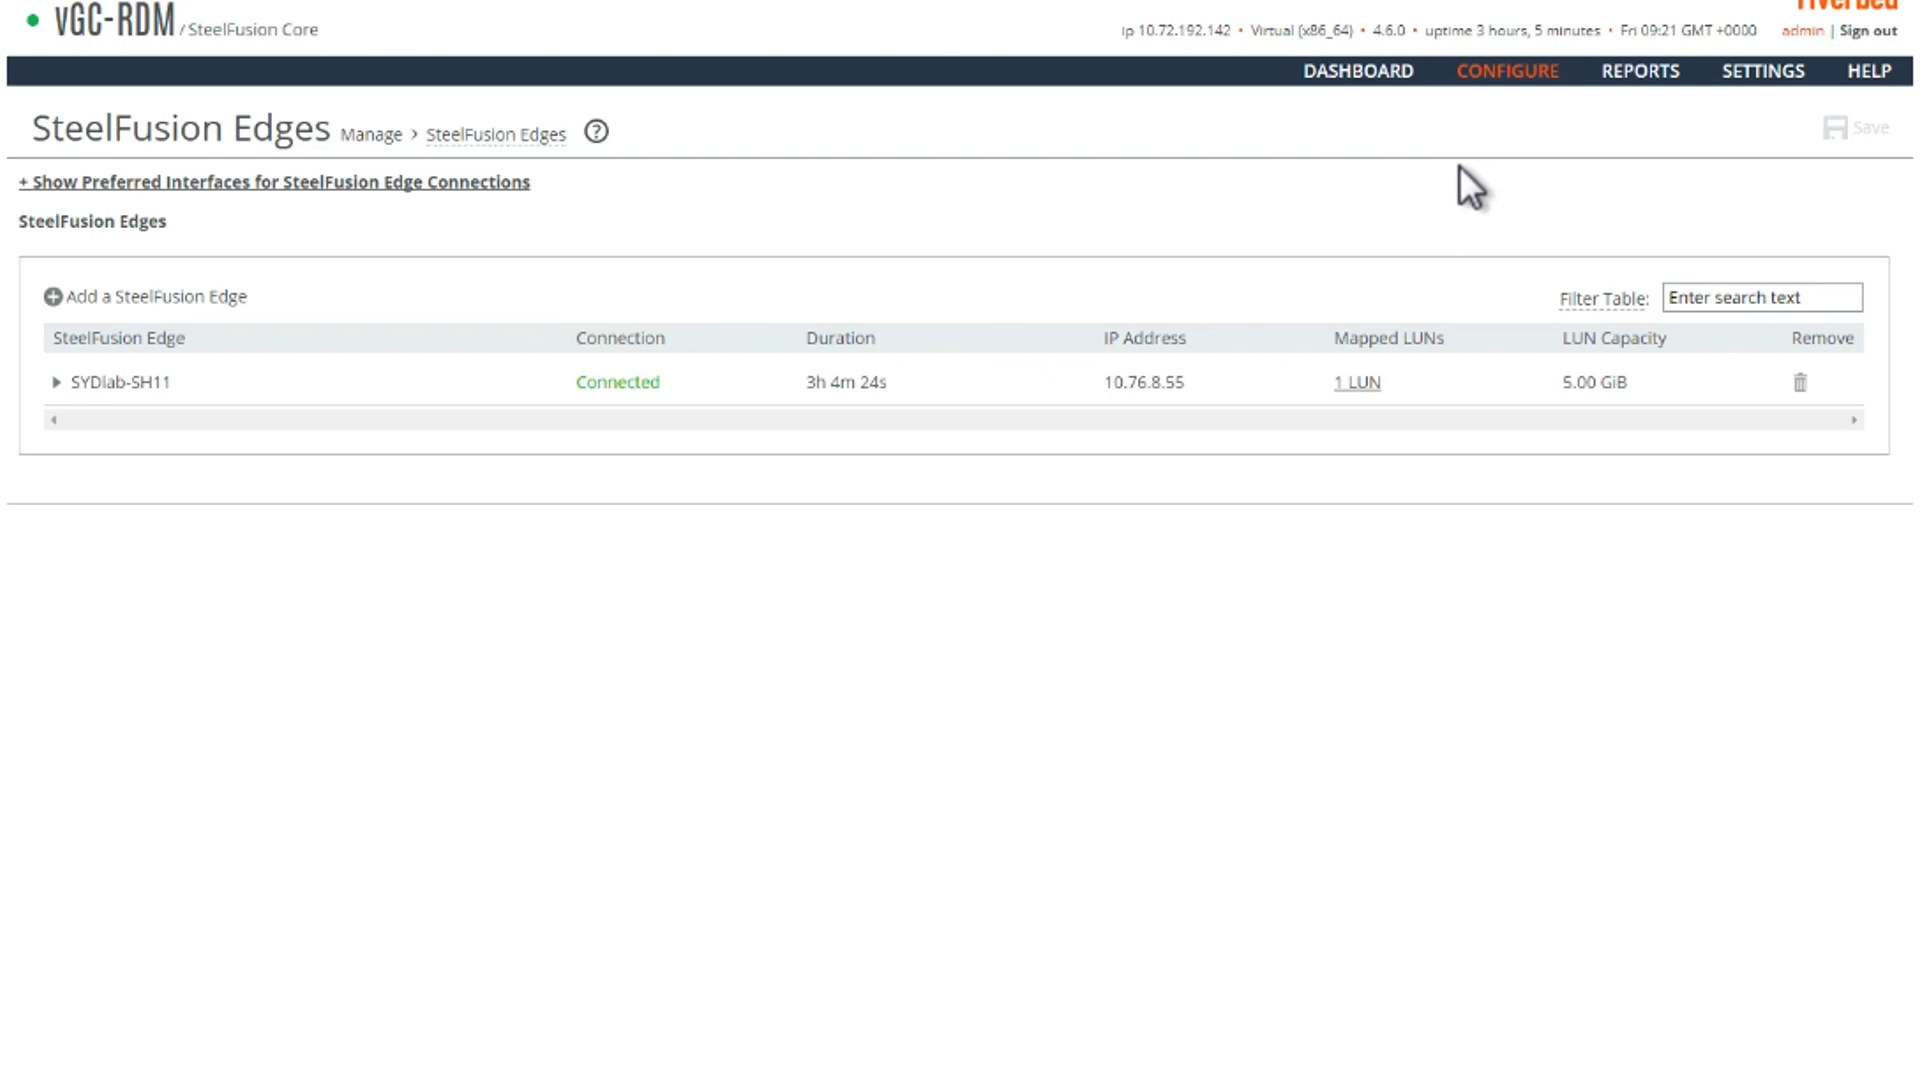 vGC-RDM / SteelFusion Core
ip 10.72.192.142 • Virtual (x86_64) • 4.6.0 • uptime 3 hours, 5 minutes • Fri 09:21 GMT +0000
riverbed
admin | Sign out
DASHBOARD CONFIGURE REPORTS SETTINGS HELP
SteelFusion Edges Manage › SteelFusion Edges ?
Save
+ Show Preferred Interfaces for SteelFusion Edge Connections
SteelFusion Edges
Add a SteelFusion Edge
Filter Table: Enter search text
SteelFusion Edge Connection Duration IP Address Mapped LUNs LUN Capacity Remove
SYDlab-SH11 Connected 3h 4m 24s 10.76.8.55 1 LUN 5.00 GiB